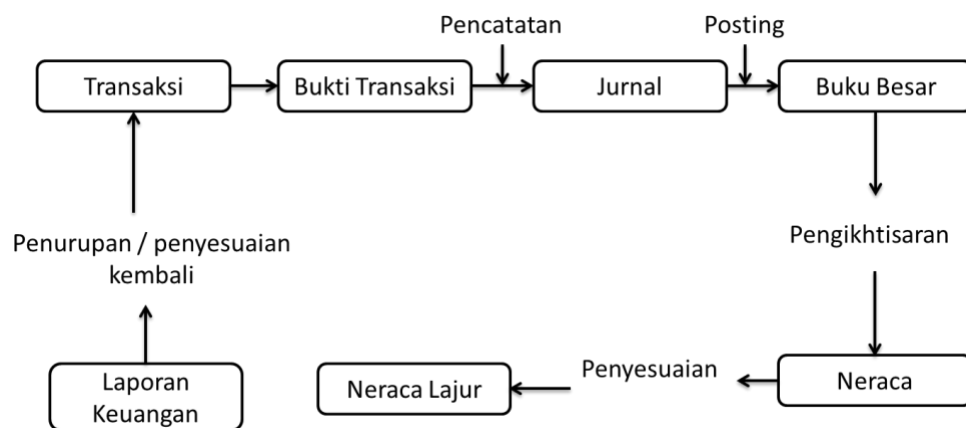 Pencatatan
Posting
Transaksi
Bukti Transaksi
Jurnal
Buku Besar
Penurupan / penyesuaian
kembali
Pengikhtisaran
Laporan
Keuangan
Neraca Lajur
Penyesuaian
Neraca